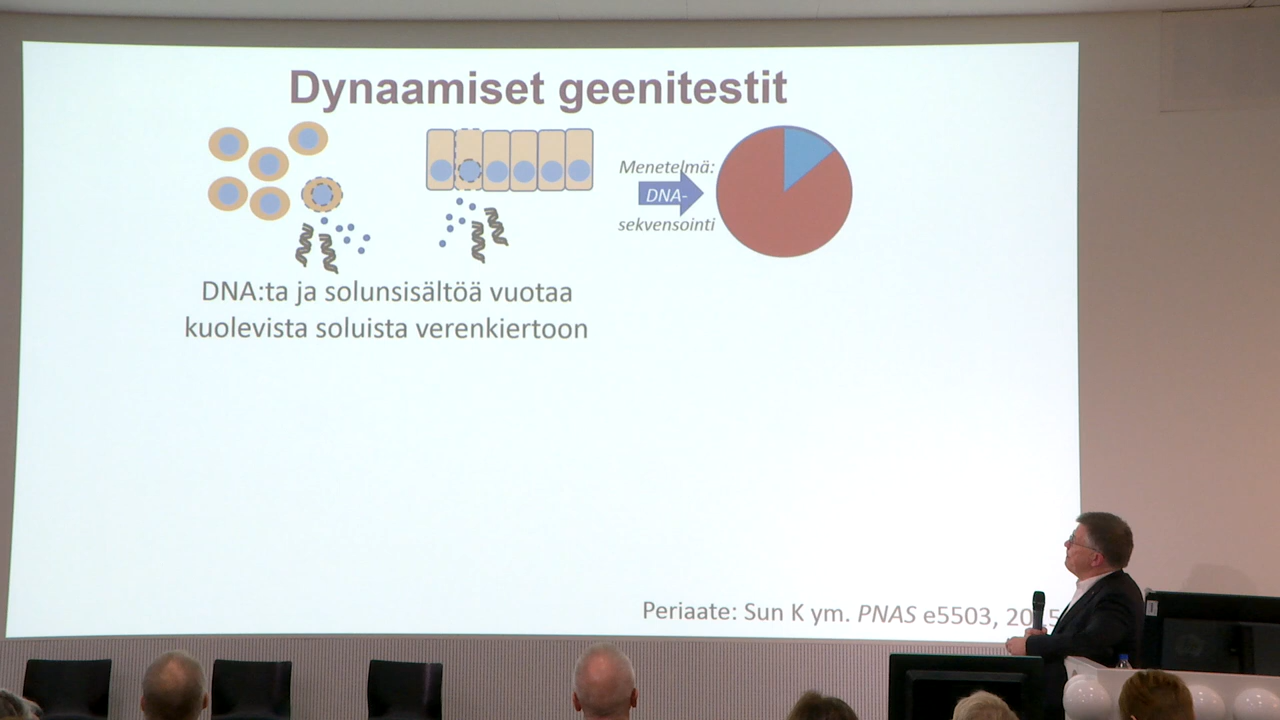 Dynaamiset geenitestit
Menetelmä:
DNA-
sekvensointi
DNA:ta ja solunsisältöä vuotaa
kuolevista soluista verenkiertoon
Periaate: Sun K ym. PNAS e5503,